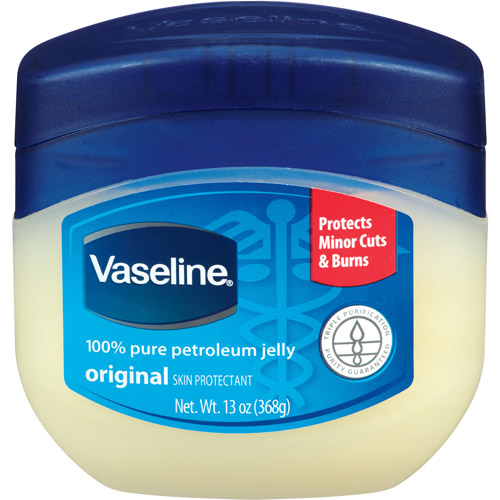 Vaseline
Vaseline®
Protects
Minor Cuts
& Burns
TRIPLE PURIFICATION
PURITY GUARANTEED
100% pure petroleum jelly
original SKIN PROTECTANT
Net. Wt. 13 oz (368g)